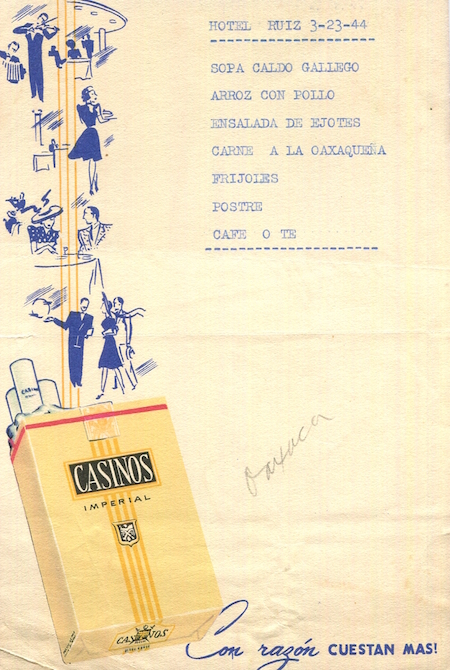 HOTEL RUIZ 3-23-44
SOPA CALDO GALLEGO
ARROZ CON POLLO
ENSALADA DE EJOTES
CARNE A LA OAXAQUEÑA
FRIJOLES
POSTRE
CAFE O TE
Oaxaca
CASINOS
IMPERIAL
CASINOS
Con razón CUESTAN MAS!